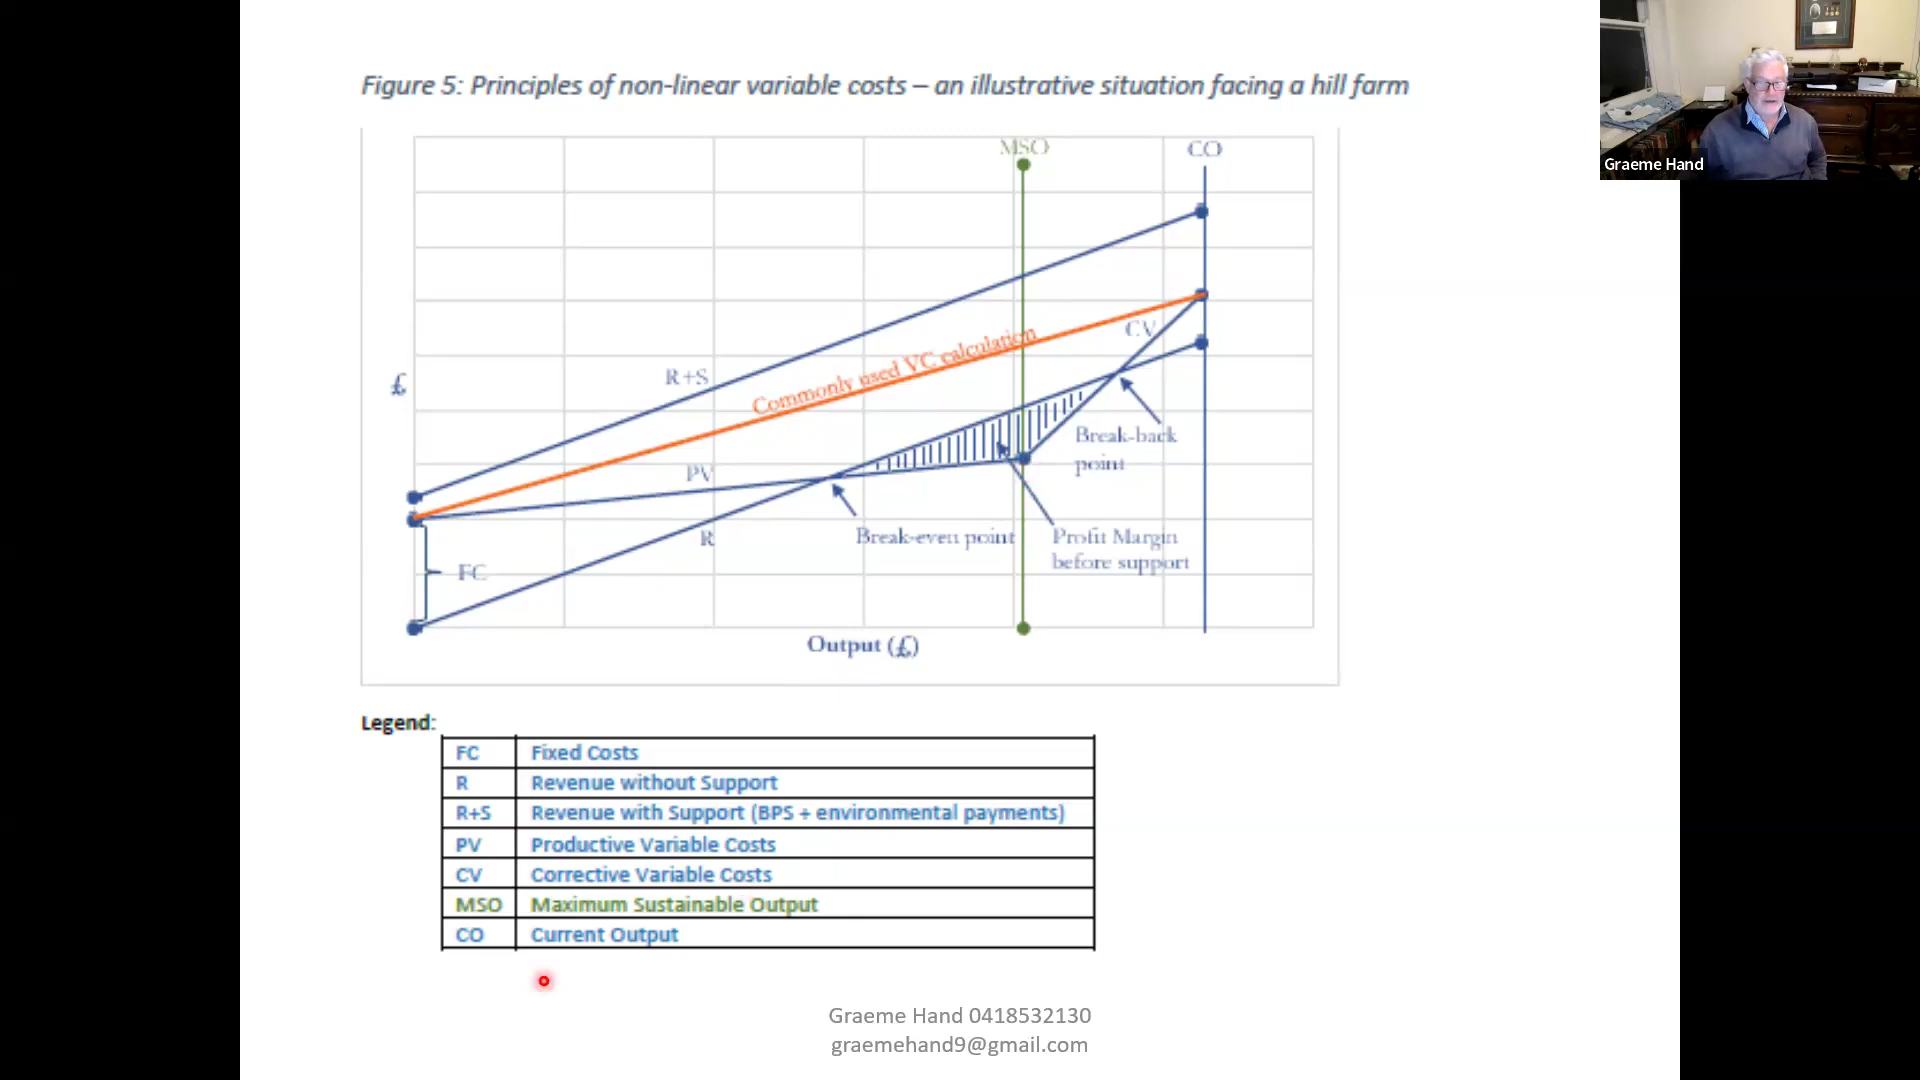 Figure 5: Principles of non-linear variable costs – an illustrative situation facing a hill farm
Graeme Hand
MSO
CO
CV
Commonly used VC calculation
R+S
£
Break-back
point
PV
R
Break-even point
Profit Margin
before support
FC
Output (£)
Legend:
FC Fixed Costs
R Revenue without Support
R+S Revenue with Support (BPS + environmental payments)
PV Productive Variable Costs
CV Corrective Variable Costs
MSO Maximum Sustainable Output
CO Current Output
Graeme Hand 0418532130
graemehand9@gmail.com